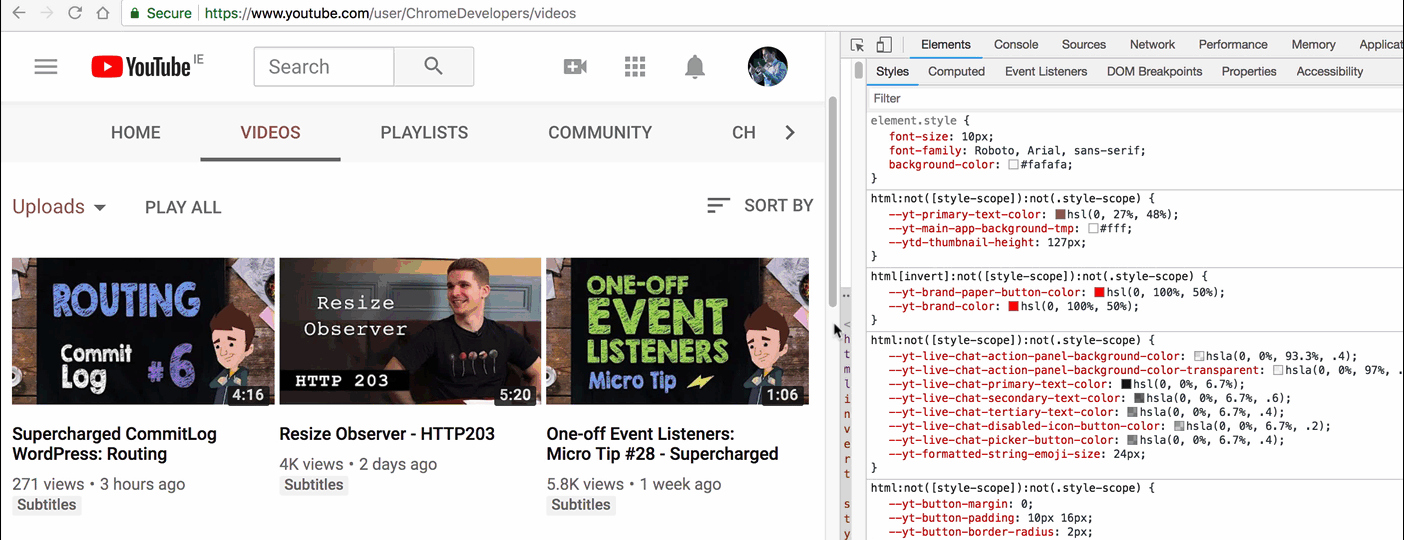 Secure https://www.youtube.com/user/ChromeDevelopers/videos
YouTube IE
Search
HOME VIDEOS PLAYLISTS COMMUNITY CH
Uploads PLAY ALL SORT BY
ROUTING
Commit
Log #6
4:16
Resize
Observer
HTTP 203
5:20
ONE-OFF
EVENT
LISTENERS
Micro Tip
1:06
Supercharged CommitLog
WordPress: Routing
271 views • 3 hours ago
Subtitles
Resize Observer - HTTP203
4K views • 2 days ago
Subtitles
One-off Event Listeners:
Micro Tip #28 - Supercharged
5.8K views • 1 week ago
Subtitles
<
h
t
m
l
i
n
v
e
r
t
s
t
y
Elements Console Sources Network Performance Memory Applicat
Styles Computed Event Listeners DOM Breakpoints Properties Accessibility
Filter
element.style {
font-size: 10px;
font-family: Roboto, Arial, sans-serif;
background-color: #fafafa;
}
html:not([style-scope]):not(.style-scope) {
--yt-primary-text-color: hsl(0, 27%, 48%);
--yt-main-app-background-tmp: #fff;
--ytd-thumbnail-height: 127px;
}
html[invert]:not([style-scope]):not(.style-scope) {
--yt-brand-paper-button-color: hsl(0, 100%, 50%);
--yt-brand-color: hsl(0, 100%, 50%);
}
html:not([style-scope]):not(.style-scope) {
--yt-live-chat-action-panel-background-color: hsla(0, 0%, 93.3%, .4);
--yt-live-chat-action-panel-background-color-transparent: hsla(0, 0%, 97%, .
--yt-live-chat-primary-text-color: hsl(0, 0%, 6.7%);
--yt-live-chat-secondary-text-color: hsla(0, 0%, 6.7%, .6);
--yt-live-chat-tertiary-text-color: hsla(0, 0%, 6.7%, .4);
--yt-live-chat-disabled-icon-button-color: hsla(0, 0%, 6.7%, .2);
--yt-live-chat-picker-button-color: hsla(0, 0%, 6.7%, .4);
--yt-formatted-string-emoji-size: 24px;
}
html:not([style-scope]):not(.style-scope) {
--yt-button-margin: 0;
--yt-button-padding: 10px 16px;
--yt-button-border-radius: 2px;